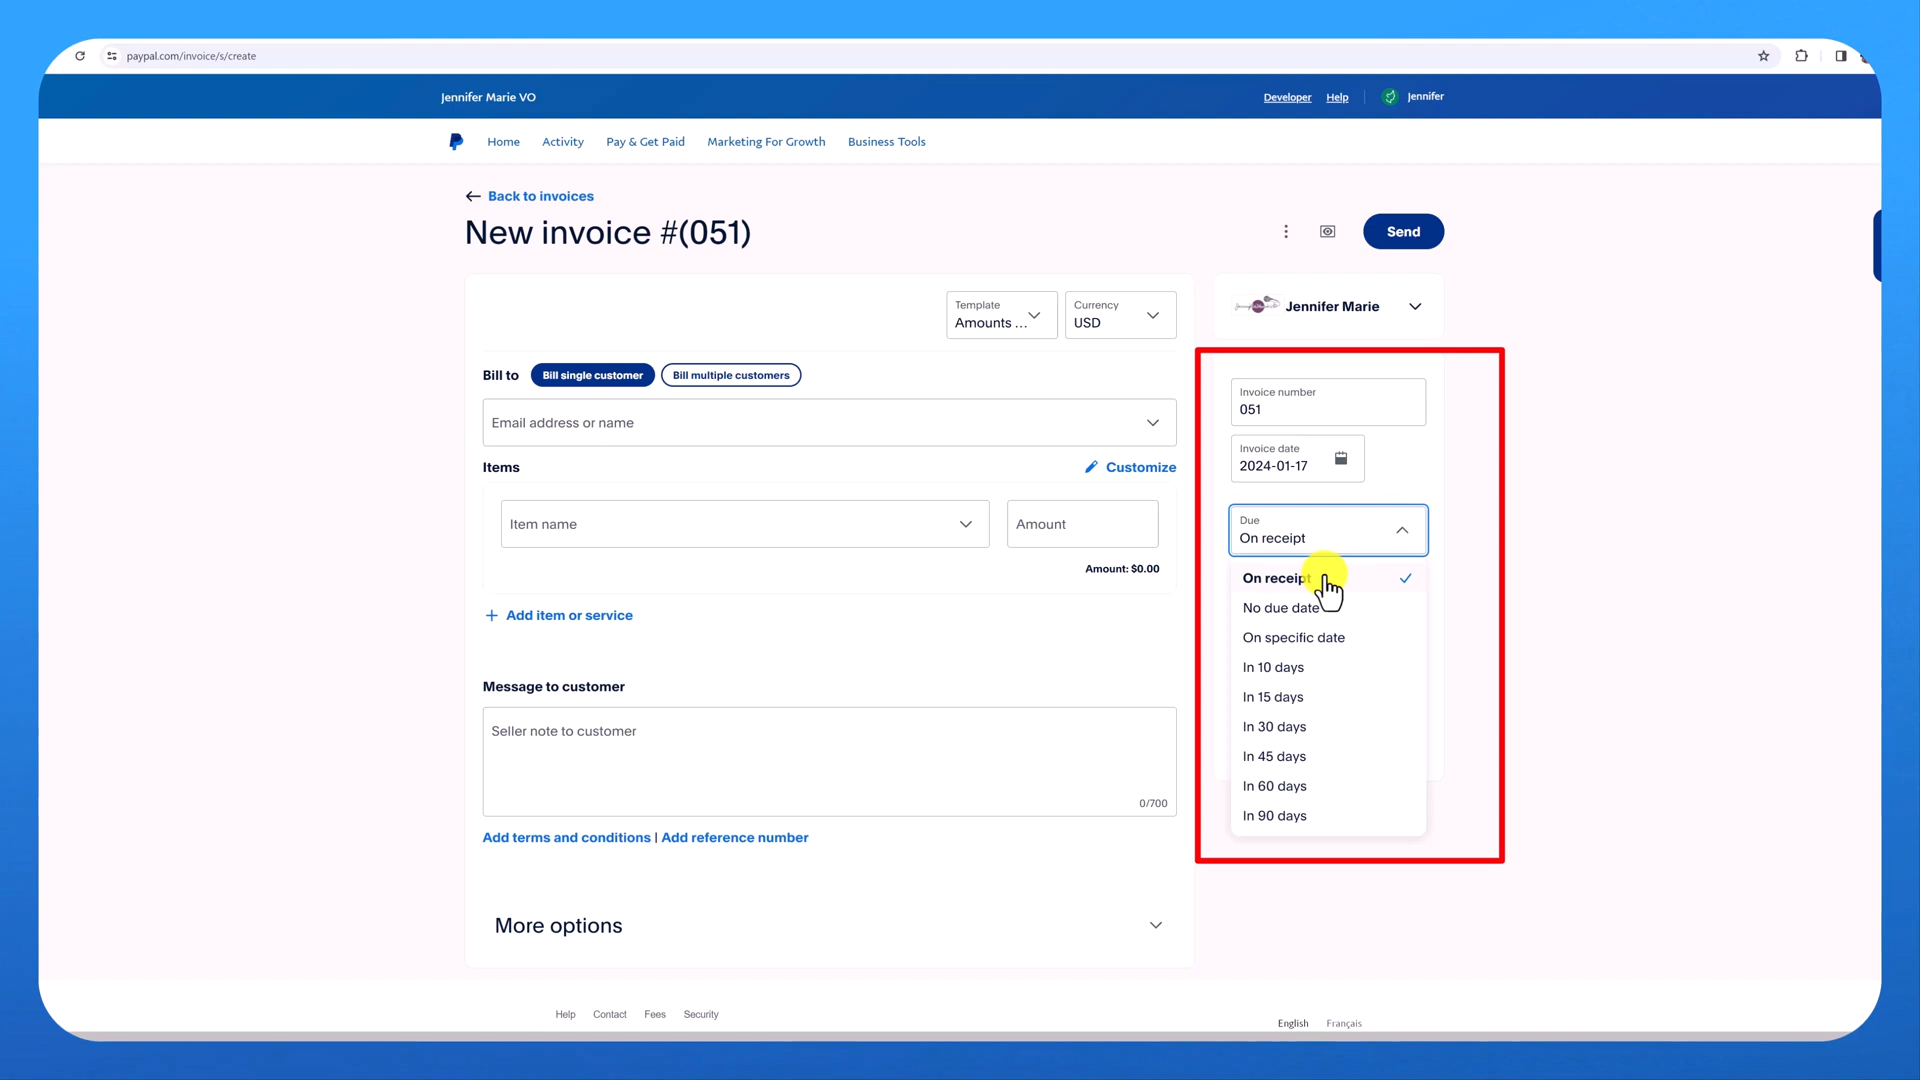 paypal.com/invoice/s/create
Jennifer Marie VO
Developer Help Jennifer
Home Activity Pay & Get Paid Marketing For Growth Business Tools
Back to invoices
New invoice #(051)
Send
Template
Amounts ...
Currency
USD
Jennifer Marie
Bill to Bill single customer Bill multiple customers
Email address or name
Items Customize
Item name Amount
Amount: $0.00
Add item or service
Message to customer
Seller note to customer
0/700
Add terms and conditions | Add reference number
More options
Invoice number
051
Invoice date
2024-01-17
Due
On receipt
On receipt
No due date
On specific date
In 10 days
In 15 days
In 30 days
In 45 days
In 60 days
In 90 days
Help Contact Fees Security
English Français